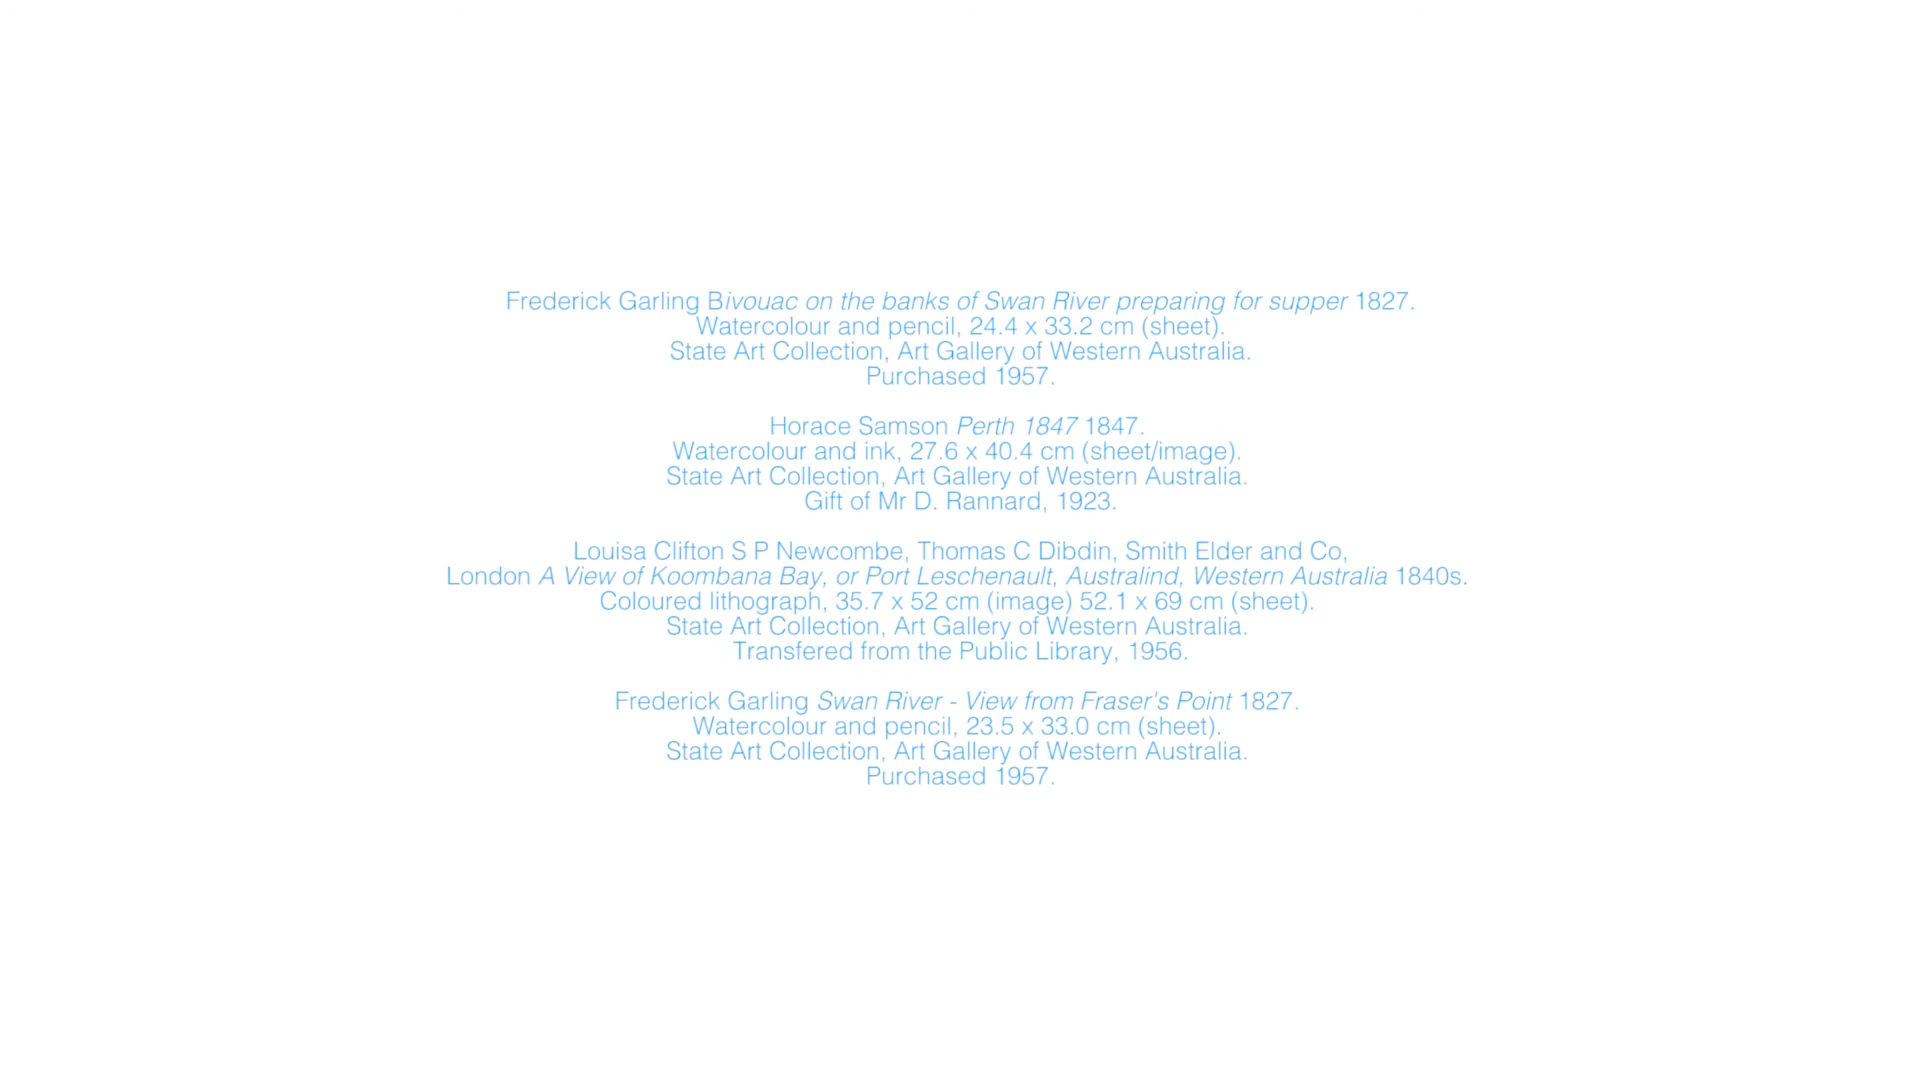 Frederick Garling Bivouac on the banks of Swan River preparing for supper 1827.
Watercolour and pencil, 24.4 x 33.2 cm (sheet).
State Art Collection, Art Gallery of Western Australia.
Purchased 1957.
Horace Samson Perth 1847 1847.
Watercolour and ink, 27.6 x 40.4 cm (sheet/image).
State Art Collection, Art Gallery of Western Australia.
Gift of Mr D. Rannard, 1923.
Louisa Clifton S P Newcombe, Thomas C Dibdin, Smith Elder and Co,
London A View of Koombana Bay, or Port Leschenault, Australind, Western Australia 1840s.
Coloured lithograph, 35.7 x 52 cm (image) 52.1 x 69 cm (sheet).
State Art Collection, Art Gallery of Western Australia.
Transfered from the Public Library, 1956.
Frederick Garling Swan River - View from Fraser's Point 1827.
Watercolour and pencil, 23.5 x 33.0 cm (sheet).
State Art Collection, Art Gallery of Western Australia.
Purchased 1957.